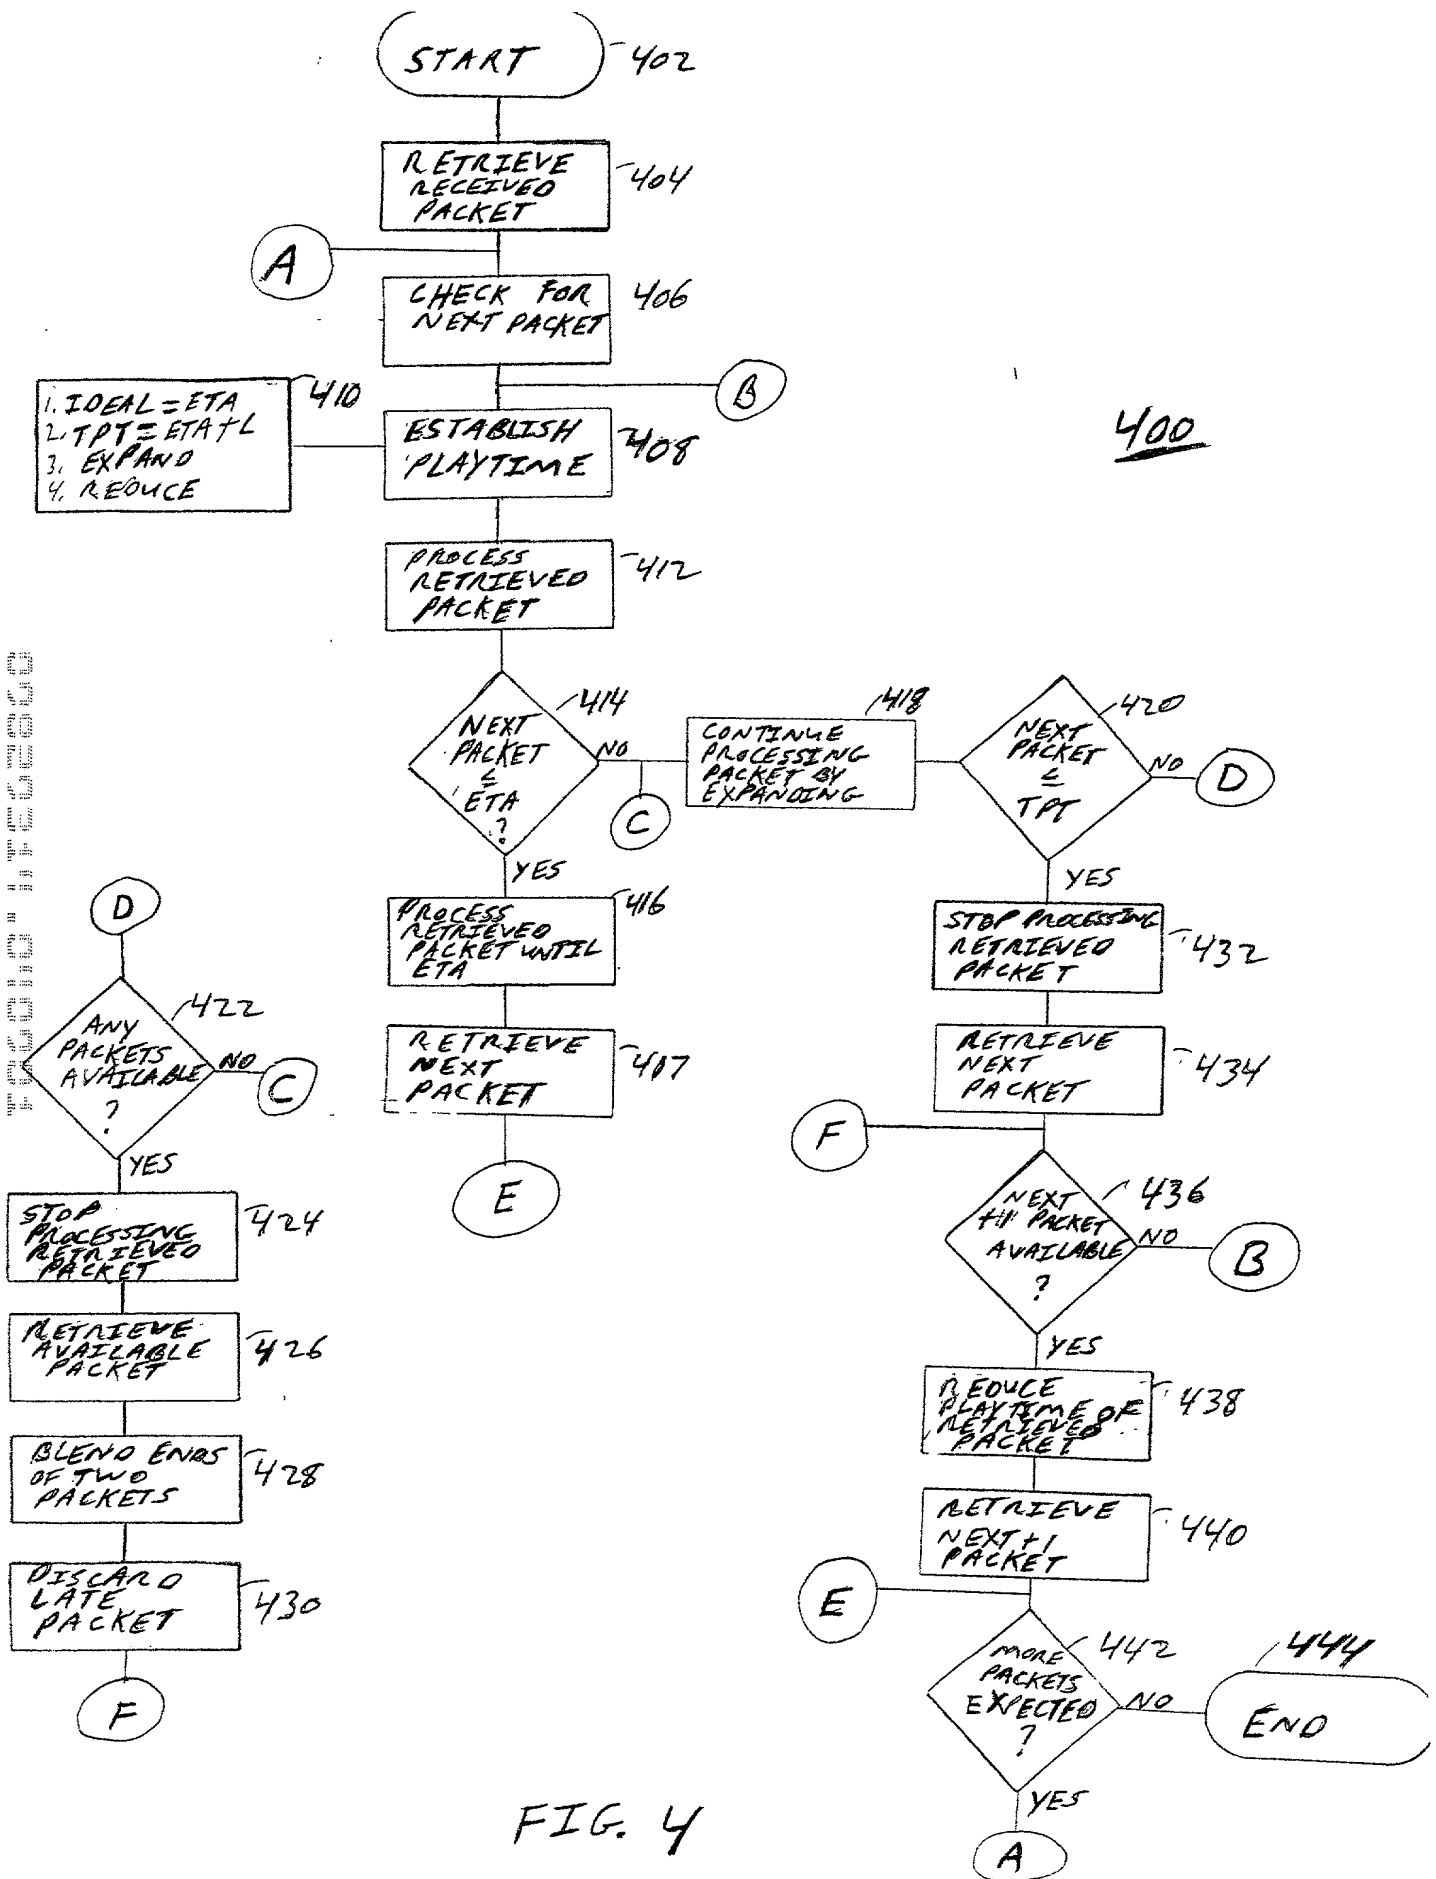 START
402
RETRIEVE
RECEIVED
PACKET
404
A
CHECK FOR
NEXT PACKET
406
B
1. IDEAL = ETA
2. TPT = ETA + L
3. EXPAND
4. REDUCE
410
ESTABLISH
PLAYTIME
408
400
PROCESS
RETRIEVED
PACKET
412
NEXT
PACKET
≤
ETA
?
414
NO
C
YES
CONTINUE
PROCESSING
PACKET BY
EXPANDING
418
NEXT
PACKET
≤
TPT
420
NO
D
YES
PROCESS
RETRIEVED
PACKET UNTIL
ETA
416
RETRIEVE
NEXT
PACKET
417
E
D
ANY
PACKETS
AVAILABLE
?
422
NO
C
YES
STOP
PROCESSING
RETRIEVED
PACKET
424
RETRIEVE
AVAILABLE
PACKET
426
BLEND ENDS
OF TWO
PACKETS
428
DISCARD
LATE
PACKET
430
F
STOP PROCESSING
RETRIEVED
PACKET
432
RETRIEVE
NEXT
PACKET
434
F
NEXT
+1 PACKET
AVAILABLE
?
436
NO
B
YES
REDUCE
PLAYTIME OF
RETRIEVED
PACKET
438
RETRIEVE
NEXT+1
PACKET
440
E
MORE
PACKETS
EXPECTED
?
442
NO
444
END
YES
A
FIG. 4